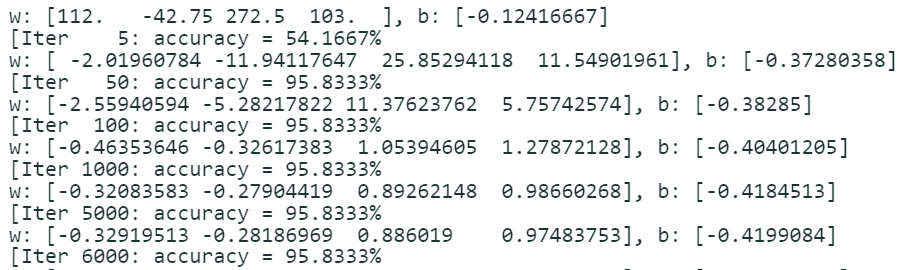 w: [112.   -42.75 272.5  103.  ], b: [-0.12416667]
[Iter    5: accuracy = 54.1667%
w: [ -2.01960784 -11.94117647  25.85294118  11.54901961], b: [-0.37280358]
[Iter   50: accuracy = 95.8333%
w: [-2.55940594 -5.28217822 11.37623762  5.75742574], b: [-0.38285]
[Iter  100: accuracy = 95.8333%
w: [-0.46353646 -0.32617383  1.05394605  1.27872128], b: [-0.40401205]
[Iter 1000: accuracy = 95.8333%
w: [-0.32083583 -0.27904419  0.89262148  0.98660268], b: [-0.4184513]
[Iter 5000: accuracy = 95.8333%
w: [-0.32919513 -0.28186969  0.886019    0.97483753], b: [-0.4199084]
[Iter 6000: accuracy = 95.8333%